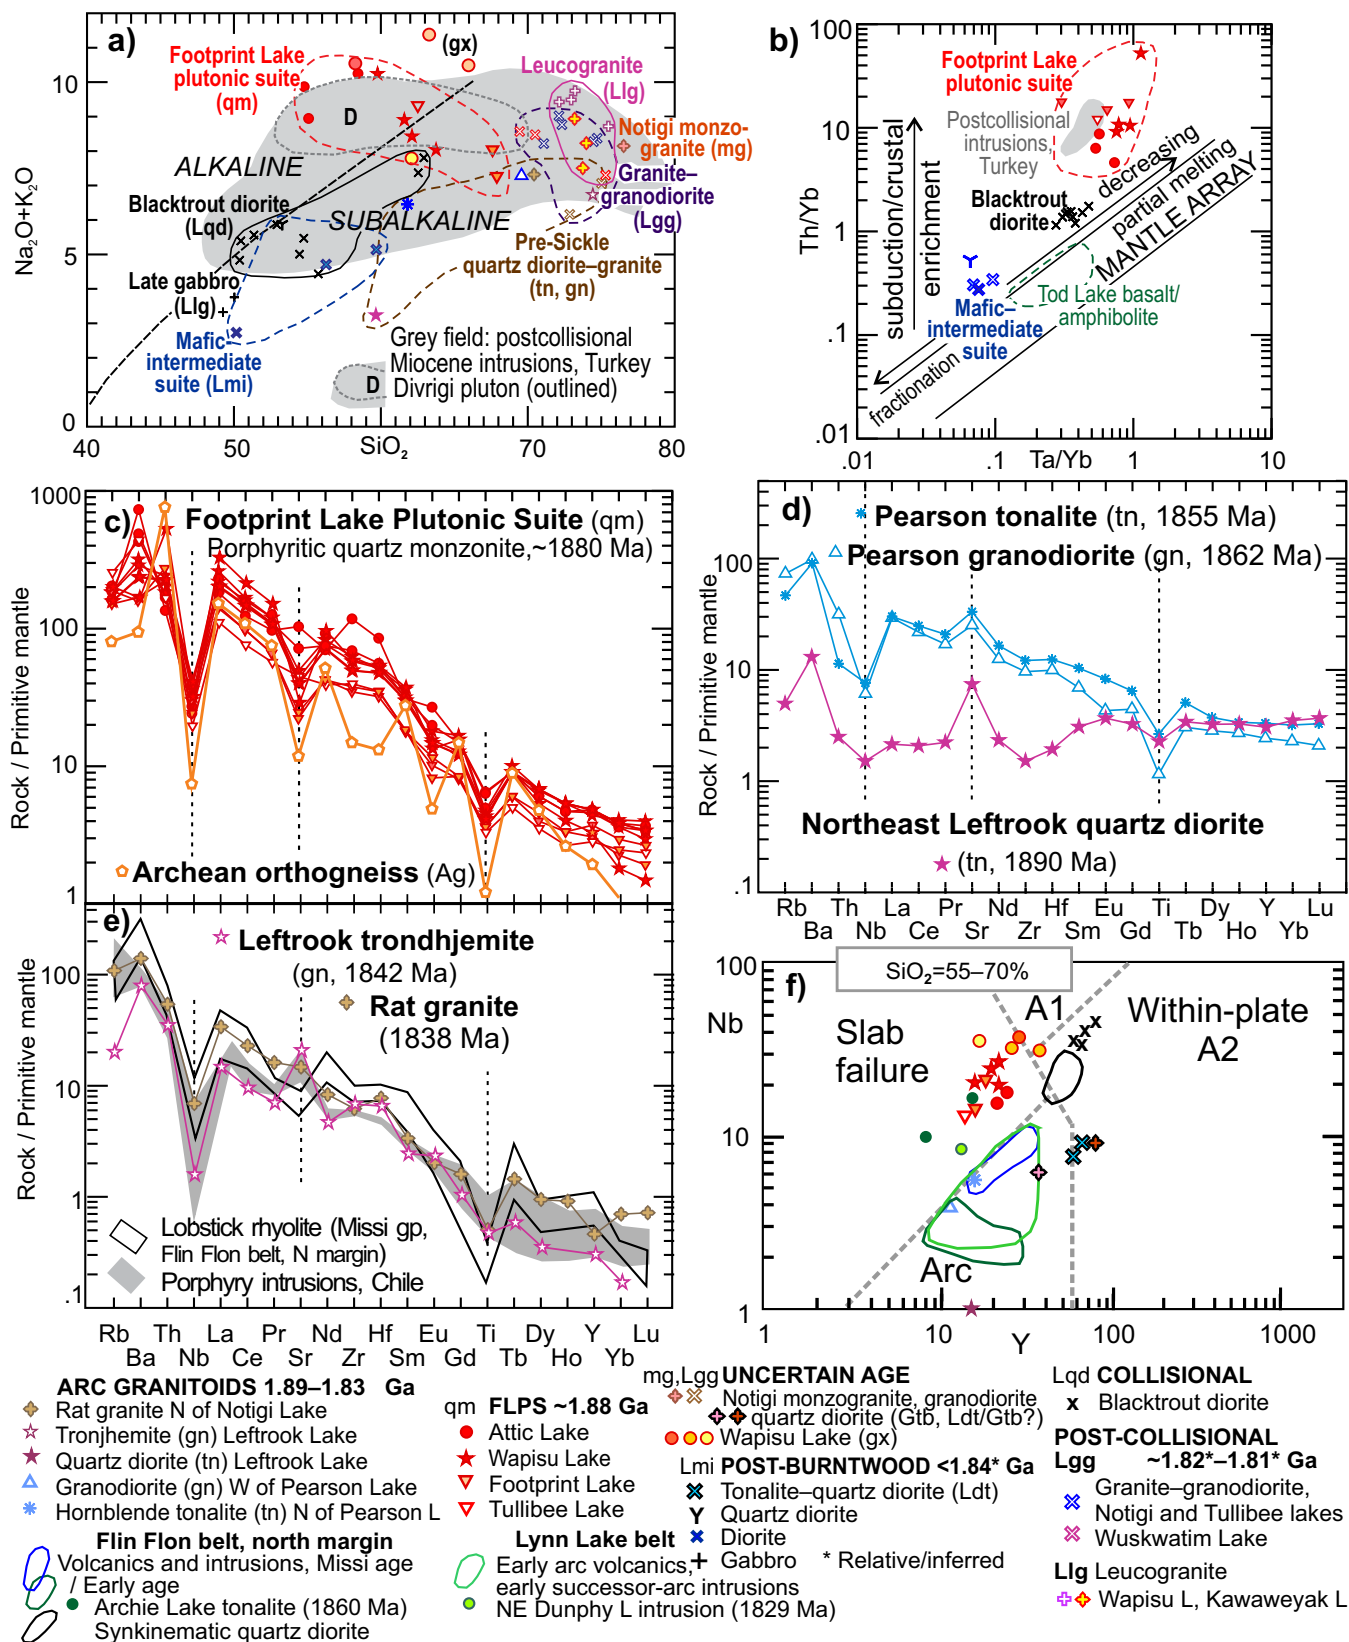 a)
Footprint Lake
plutonic suite
(qm)
(gx)
Leucogranite
(Llg)
D
Notigi monzo-
granite (mg)
ALKALINE
Granite–
granodiorite
(Lgg)
Blacktrout diorite
(Lqd)
SUBALKALINE
Pre-Sickle
quartz diorite–granite
(tn, gn)
Late gabbro
(Llg)
Mafic-
intermediate
suite (Lmi)
Grey field: postcollisional
Miocene intrusions, Turkey
D Divrigi pluton (outlined)
Na₂O+K₂O
10
5
0
40 50 SiO₂ 70 80
b)
100
10
1
.1
.01
Th/Yb
Footprint Lake
plutonic suite
Postcollisional
intrusions,
Turkey
subduction/crustal
enrichment
Blacktrout
diorite
decreasing
partial melting
MANTLE ARRAY
Tod Lake basalt/
amphibolite
Mafic–
intermediate
suite
fractionation
.01 .1 Ta/Yb 1 10
c)
Footprint Lake Plutonic Suite (qm)
Porphyritic quartz monzonite,~1880 Ma)
1000
100
10
1
Rock / Primitive mantle
Archean orthogneiss (Ag)
d)
Pearson tonalite (tn, 1855 Ma)
Pearson granodiorite (gn, 1862 Ma)
100
10
1
.1
Rock / Primitive mantle
Northeast Leftrook quartz diorite
(tn, 1890 Ma)
Rb Th La Pr Nd Hf Eu Ti Dy Y Lu
Ba Nb Ce Sr Zr Sm Gd Tb Ho Yb
e)
Leftrook trondhjemite
(gn, 1842 Ma)
Rat granite
(1838 Ma)
100
10
1
.1
Rock / Primitive mantle
Lobstick rhyolite (Missi gp,
Flin Flon belt, N margin)
Porphyry intrusions, Chile
Rb Th La Pr Nd Hf Eu Ti Dy Y Lu
Ba Nb Ce Sr Zr Sm Gd Tb Ho Yb
f)
SiO₂=55–70%
100
Nb
10
1
Slab
failure
A1
Within-plate
A2
Arc
1 10 Y 100 1000
ARC GRANITOIDS 1.89–1.83 Ga
Rat granite N of Notigi Lake
Tronjhemite (gn) Leftrook Lake
Quartz diorite (tn) Leftrook Lake
Granodiorite (gn) W of Pearson Lake
Hornblende tonalite (tn) N of Pearson L
Flin Flon belt, north margin
Volcanics and intrusions, Missi age
/ Early age
Archie Lake tonalite (1860 Ma)
Synkinematic quartz diorite
qm FLPS ~1.88 Ga
Attic Lake
Wapisu Lake
Footprint Lake
Tullibee Lake
Lynn Lake belt
Early arc volcanics,
early successor-arc intrusions
NE Dunphy L intrusion (1829 Ma)
mg,Lgg UNCERTAIN AGE
Notigi monzogranite, granodiorite
quartz diorite (Gtb, Ldt/Gtb?)
Wapisu Lake (gx)
Lmi POST-BURNTWOOD <1.84* Ga
Tonalite–quartz diorite (Ldt)
Quartz diorite
Diorite
Gabbro * Relative/inferred
Lqd COLLISIONAL
Blacktrout diorite
POST-COLLISIONAL
Lgg ~1.82*–1.81* Ga
Granite–granodiorite,
Notigi and Tullibee lakes
Wuskwatim Lake
Llg Leucogranite
Wapisu L, Kawaweyak L